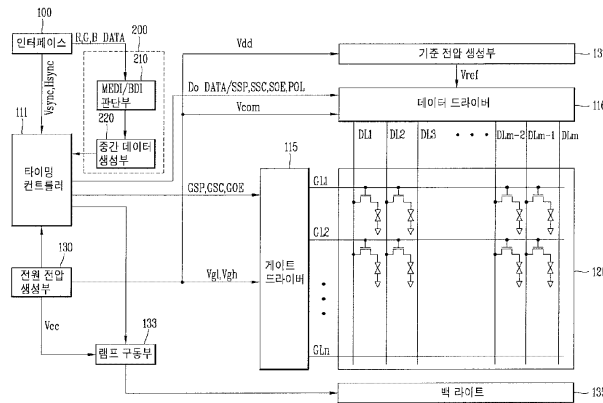 100
인터페이스
R,G,B DATA
200
210
MEDI/BDI
판단부
220
중간 데이터
생성부
Vsync,Hsync
111
타이밍
컨트롤러
130
전원 전압
생성부
Vcc
133
램프 구동부
Vdd
Do DATA/SSP,SSC,SOE,POL
Vcom
GSP,GSC,GOE
Vgl,Vgh
115
게이트
드라이버
기준 전압 생성부
Vref
데이터 드라이버
116
DL1
DL2
DL3
DLm-2
DLm-1
DLm
GL1
GL2
GLn
백 라이트